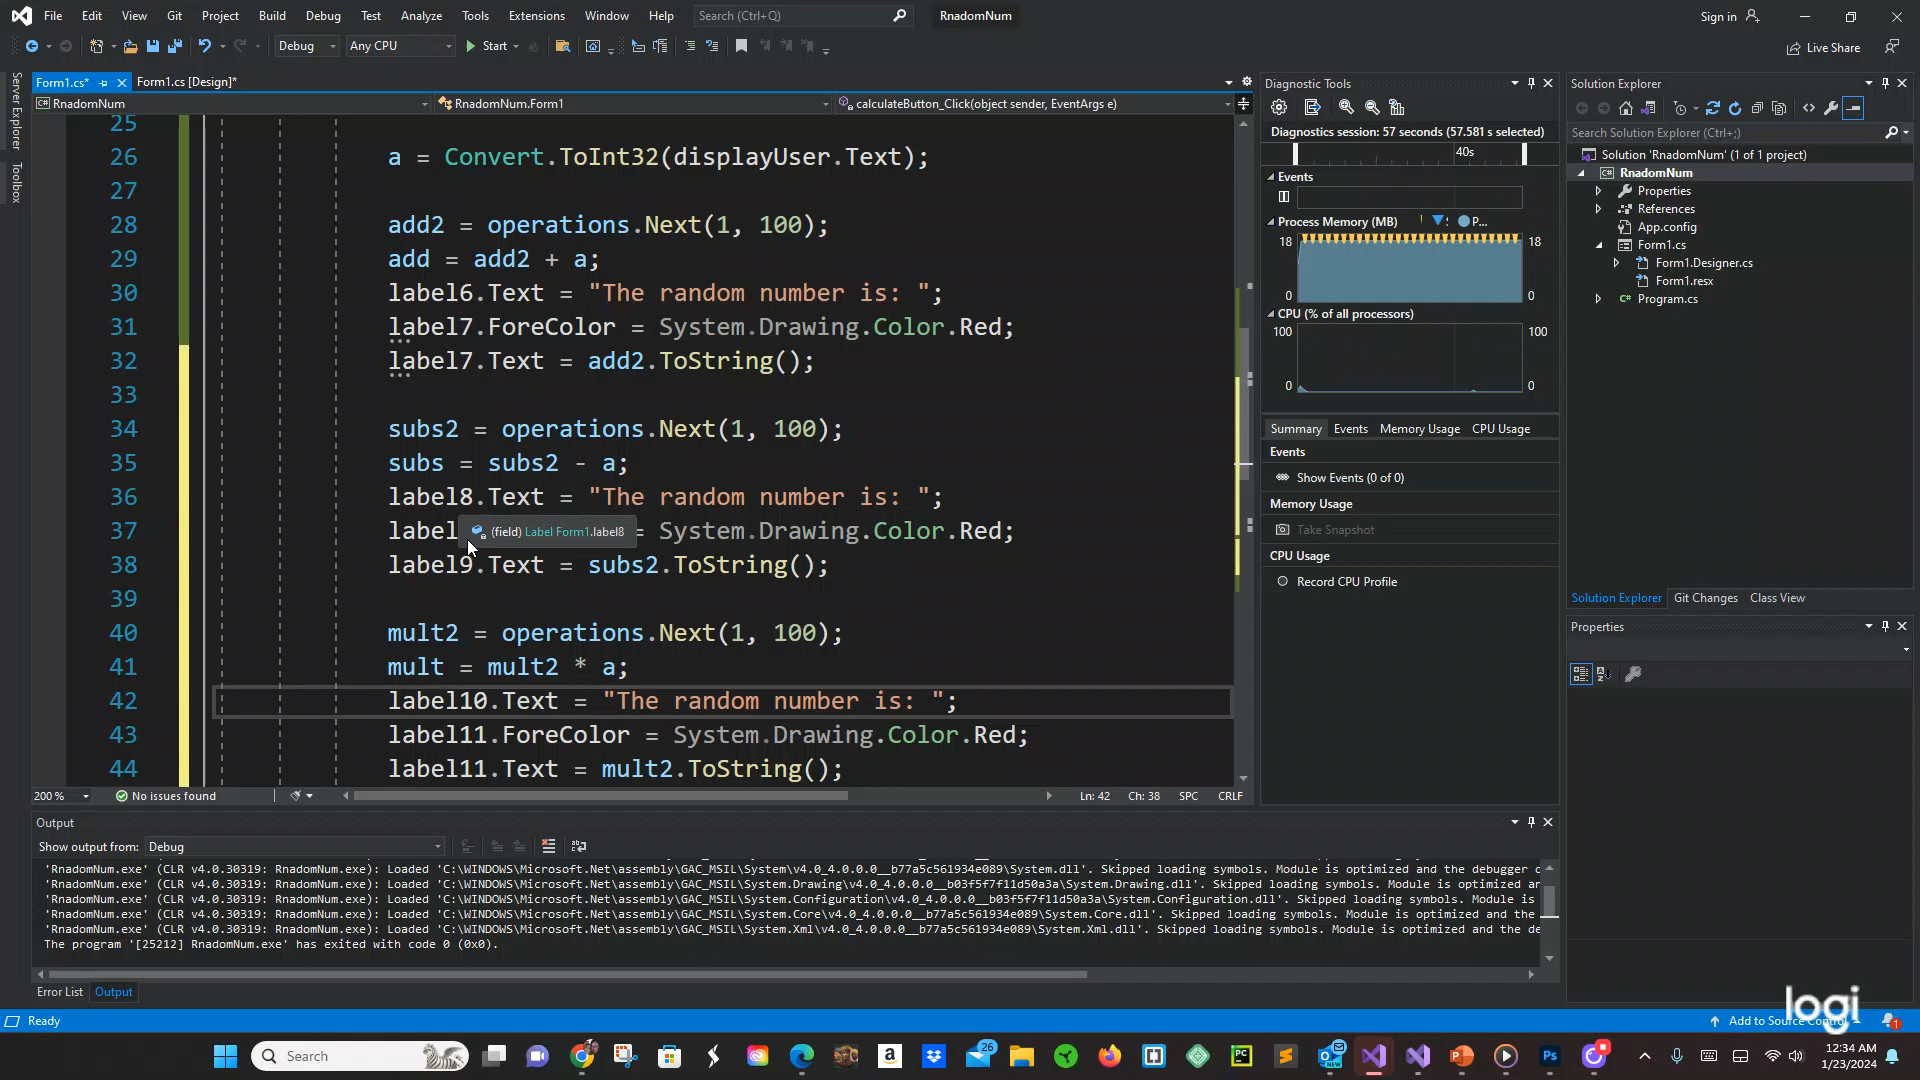 File Edit View Git Project Build Debug Test Analyze Tools Extensions Window Help Search (Ctrl+Q) RnadomNum Sign in
Debug Any CPU Start Live Share
Server Explorer
Toolbox
Form1.cs* Form1.cs [Design]*
RnadomNum RnadomNum.Form1 calculateButton_Click(object sender, EventArgs e)
25
26 a = Convert.ToInt32(displayUser.Text);
27
28 add2 = operations.Next(1, 100);
29 add = add2 + a;
30 label6.Text = "The random number is: ";
31 label7.ForeColor = System.Drawing.Color.Red;
32 label7.Text = add2.ToString();
33
34 subs2 = operations.Next(1, 100);
35 subs = subs2 - a;
36 label8.Text = "The random number is: ";
37 label = System.Drawing.Color.Red;
(field) Label Form1.label8
38 label9.Text = subs2.ToString();
39
40 mult2 = operations.Next(1, 100);
41 mult = mult2 * a;
42 label10.Text = "The random number is: ";
43 label11.ForeColor = System.Drawing.Color.Red;
44 label11.Text = mult2.ToString();
200 % No issues found Ln: 42 Ch: 38 SPC CRLF
Diagnostic Tools
Diagnostics session: 57 seconds (57.581 s selected)
40s
Events
Process Memory (MB) P...
18 18
0 0
CPU (% of all processors)
100 100
0 0
Summary Events Memory Usage CPU Usage
Events
Show Events (0 of 0)
Memory Usage
Take Snapshot
CPU Usage
Record CPU Profile
Solution Explorer
Search Solution Explorer (Ctrl+;)
Solution 'RnadomNum' (1 of 1 project)
RnadomNum
Properties
References
App.config
Form1.cs
Form1.Designer.cs
Form1.resx
Program.cs
Solution Explorer Git Changes Class View
Properties
Output
Show output from: Debug
'RnadomNum.exe' (CLR v4.0.30319: RnadomNum.exe): Loaded 'C:\WINDOWS\Microsoft.Net\assembly\GAC_MSIL\System\v4.0_4.0.0.0__b77a5c561934e089\System.dll'. Skipped loading symbols. Module is optimized and the debugger
'RnadomNum.exe' (CLR v4.0.30319: RnadomNum.exe): Loaded 'C:\WINDOWS\Microsoft.Net\assembly\GAC_MSIL\System.Drawing\v4.0_4.0.0.0__b03f5f7f11d50a3a\System.Drawing.dll'. Skipped loading symbols. Module is optimized
'RnadomNum.exe' (CLR v4.0.30319: RnadomNum.exe): Loaded 'C:\WINDOWS\Microsoft.Net\assembly\GAC_MSIL\System.Configuration\v4.0_4.0.0.0__b03f5f7f11d50a3a\System.Configuration.dll'. Skipped loading symbols. Module is
'RnadomNum.exe' (CLR v4.0.30319: RnadomNum.exe): Loaded 'C:\WINDOWS\Microsoft.Net\assembly\GAC_MSIL\System.Core\v4.0_4.0.0.0__b77a5c561934e089\System.Core.dll'. Skipped loading symbols. Module is optimized and the
'RnadomNum.exe' (CLR v4.0.30319: RnadomNum.exe): Loaded 'C:\WINDOWS\Microsoft.Net\assembly\GAC_MSIL\System.Xml\v4.0_4.0.0.0__b77a5c561934e089\System.Xml.dll'. Skipped loading symbols. Module is optimized and the
The program '[25212] RnadomNum.exe' has exited with code 0 (0x0).
Error List Output
logi
Ready Add to Source Control 1
Search 26 NEW PC Ps
12:34 AM
1/23/2024